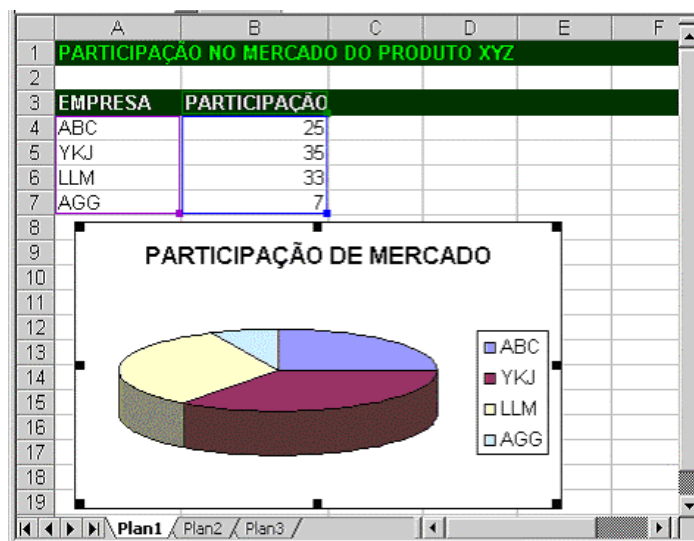 A B C D E F
1 PARTICIPAÇÃO NO MERCADO DO PRODUTO XYZ
2
3 EMPRESA PARTICIPAÇÃO
4 ABC 25
5 YKJ 35
6 LLM 33
7 AGG 7
8
9
10
11
12
13
14
15
16
17
18
19
PARTICIPAÇÃO DE MERCADO
ABC
YKJ
LLM
AGG
Plan1 Plan2 Plan3